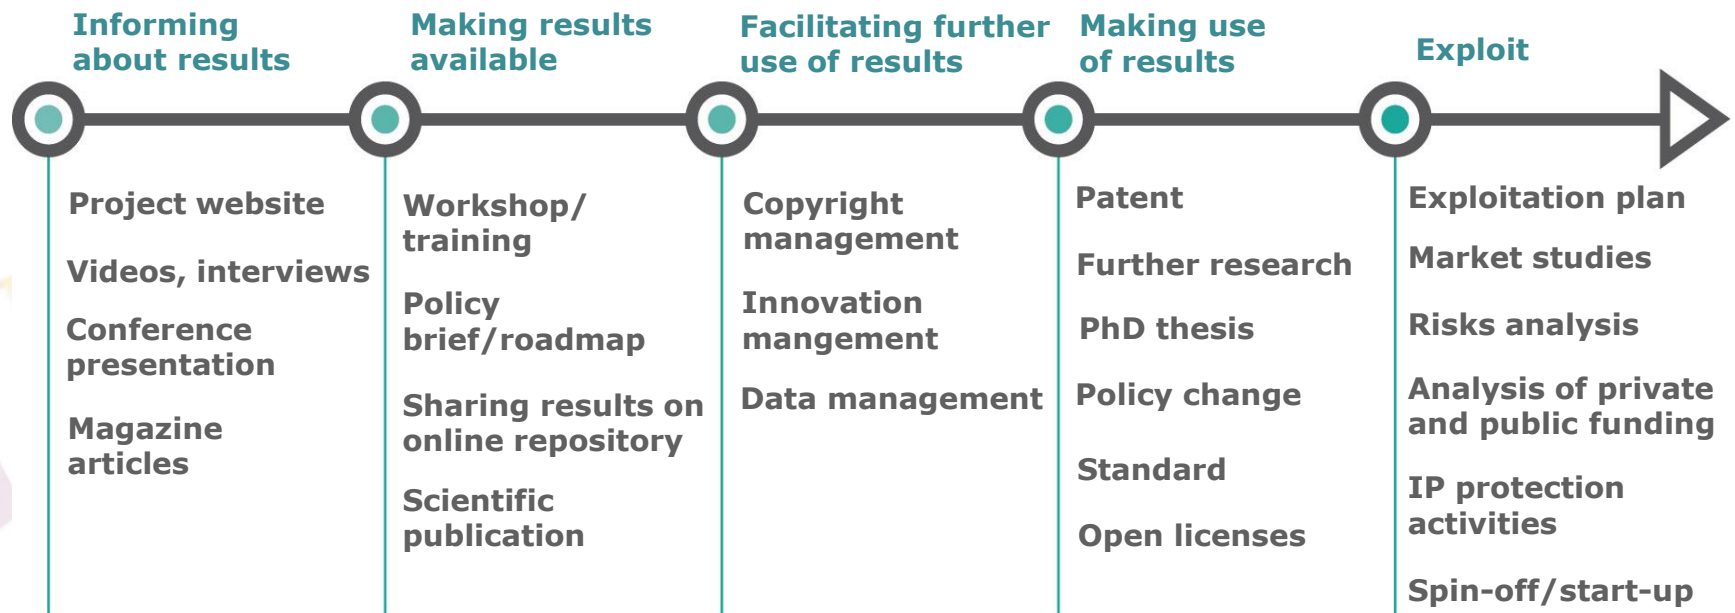 Informing
about results
Making results
available
Facilitating further
use of results
Making use
of results
Exploit
Project website
Videos, interviews
Conference
presentation
Magazine
articles
Workshop/
training
Policy
brief/roadmap
Sharing results on
online repository
Scientific
publication
Copyright
management
Innovation
mangement
Data management
Patent
Further research
PhD thesis
Policy change
Standard
Open licenses
Exploitation plan
Market studies
Risks analysis
Analysis of private
and public funding
IP protection
activities
Spin-off/start-up